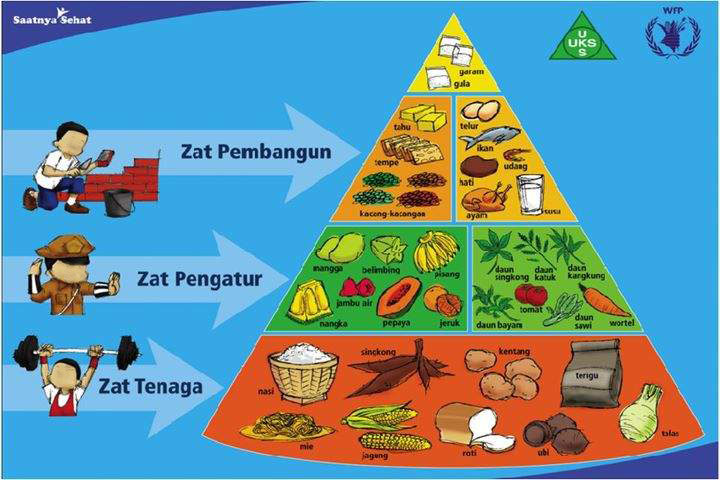 Saatnya Sehat
WFP
U
UKS
S
garam
gula
Zat Pembangun
tahu
tempe
kacang-kacangan
telur
ikan
udang
hati
ayam
susu
Zat Pengatur
mangga
belimbing
pisang
nangka
jambu air
pepaya
jeruk
daun
singkong
daun
katuk
daun
kangkung
daun bayam
tomat
daun
sawi
wortel
Zat Tenaga
nasi
singkong
kentang
terigu
mie
jagung
roti
ubi
talas